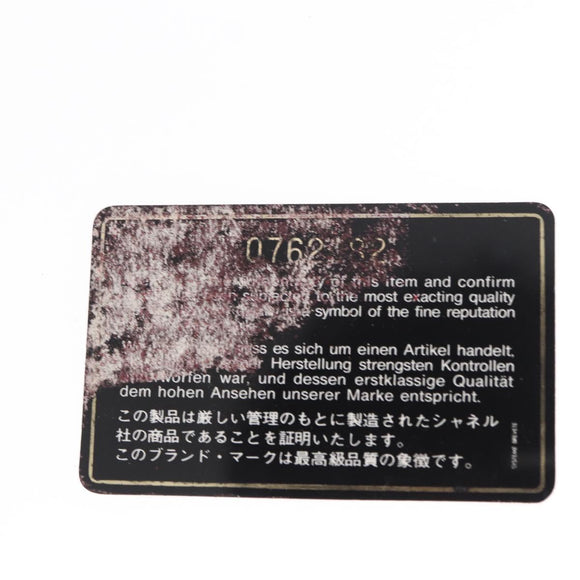 of this item and confirm
subjected to the most exacting quality
is a symbol of the fine reputation
es sich um einen Artikel handelt,
Herstellung strengsten Kontrollen
war, und dessen erstklassige Qualität
dem hohen Ansehen unserer Marke entspricht.
この製品は厳しい管理のもとに製造されたシャネル
社の商品であることを証明いたします。
このブランド・マークは最高級品質の象徴です。